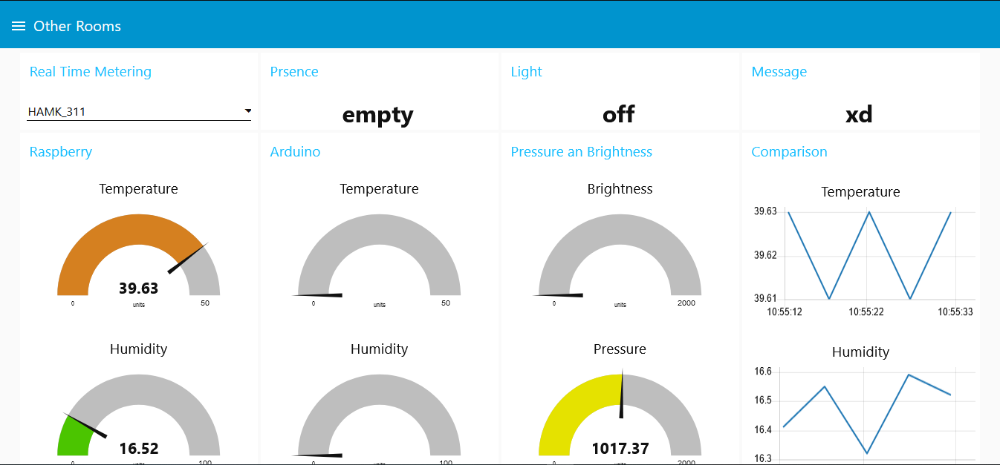 Other Rooms
Real Time Metering
HAMK_311
Prsence
empty
Light
off
Message
xd
Raspberry
Temperature
39.63
0 units 50
Humidity
16.52
0 units 100
Arduino
Temperature
0 units 50
Humidity
0 units 100
Pressure an Brightness
Brightness
0 units 2000
Pressure
1017.37
0 units 2000
Comparison
Temperature
39.63
39.62
39.61
10:55:12 10:55:22 10:55:33
Humidity
16.6
16.5
16.4
16.3